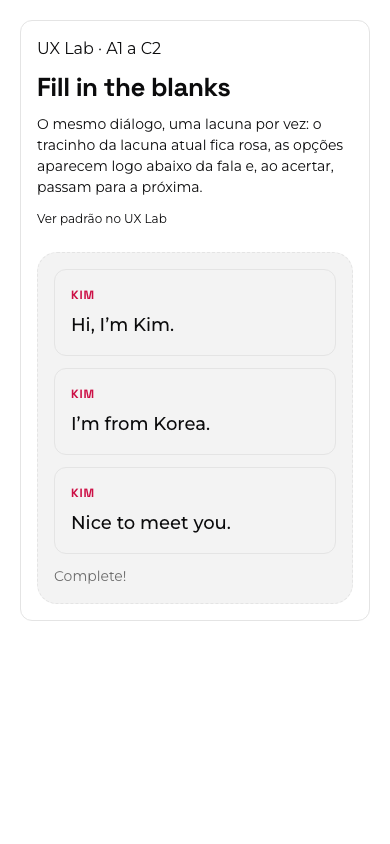 UX Lab · A1 a C2
Fill in the blanks
O mesmo diálogo, uma lacuna por vez: o
tracinho da lacuna atual fica rosa, as opções
aparecem logo abaixo da fala e, ao acertar,
passam para a próxima.
Ver padrão no UX Lab
KIM
Hi, I’m Kim.
KIM
I’m from Korea.
KIM
Nice to meet you.
Complete!